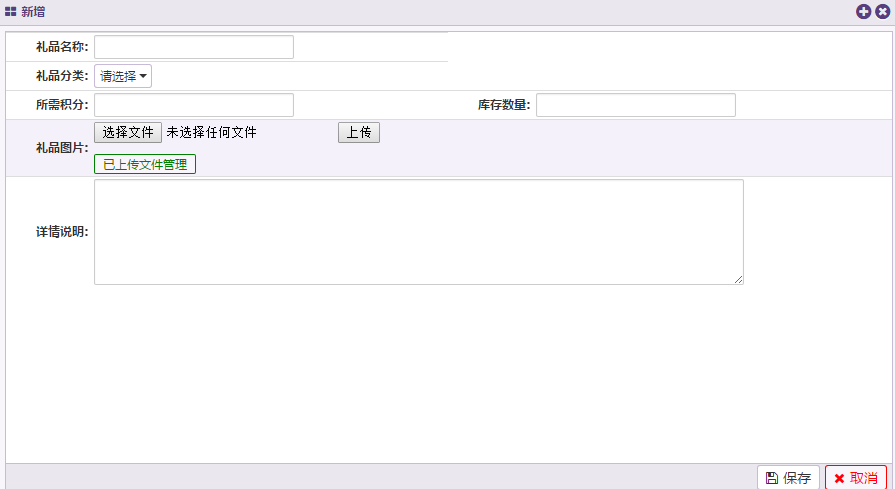 新增
礼品名称:
礼品分类: 请选择
所需积分: 库存数量:
礼品图片: 选择文件 未选择任何文件 上传
已上传文件管理
详情说明:
保存 取消